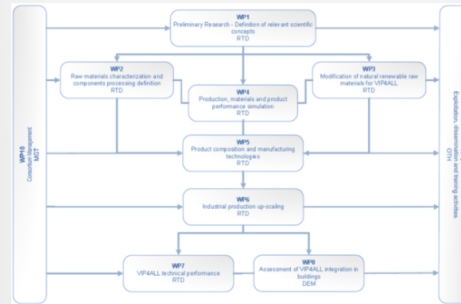 WP1
Preliminary Research - Definition of relevant scientific
concepts
RTD
WP2
Raw materials characterization and
components processing definition
RTD
WP3
Modification of natural renewable raw
materials for VIP4ALL
RTD
WP4
Production, materials and product
performance simulation
RTD
WP5
Product composition and manufacturing
technologies
RTD
WP6
Industrial production up-scaling
RTD
WP7
VIP4ALL technical performance
RTD
WP8
Assessment of VIP4ALL integration in
buildings
DEM
WP10
Consortium Management
MGT
Exploitation, dissemination and training activities
OTH